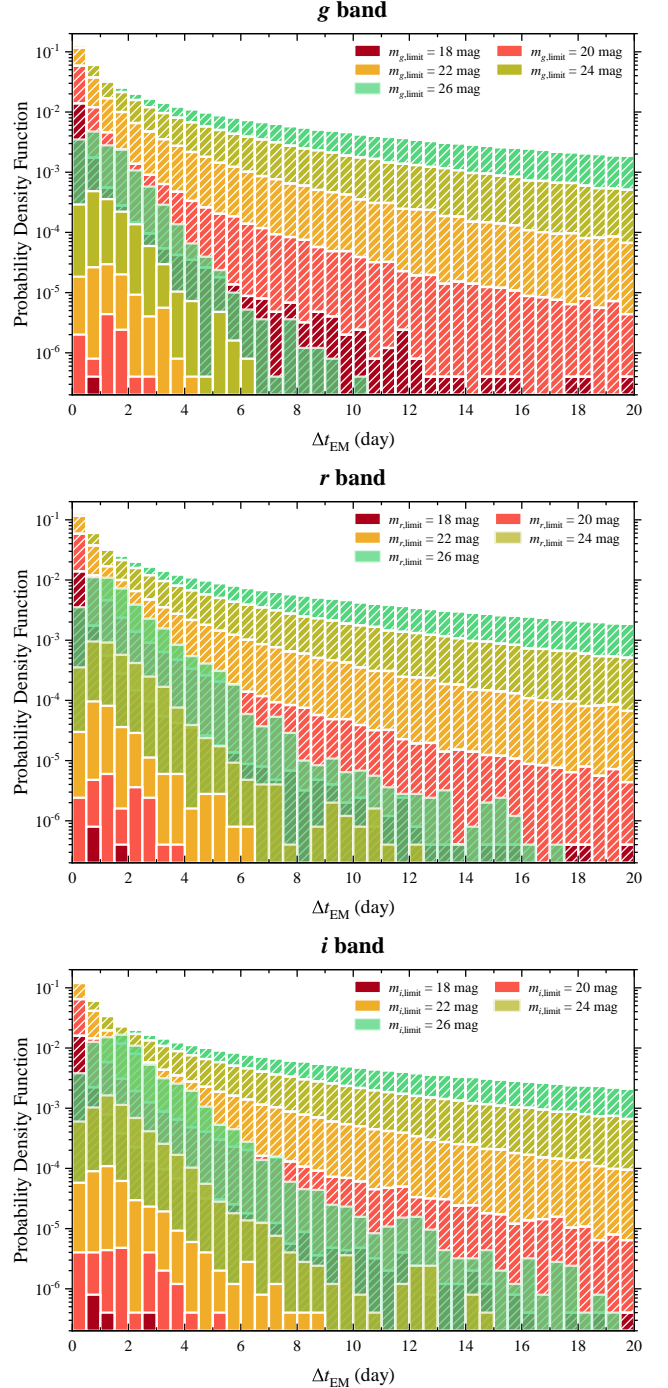 g band
m_g,limit = 18 mag m_g,limit = 20 mag
m_g,limit = 22 mag m_g,limit = 24 mag
m_g,limit = 26 mag
Probability Density Function
10^-1
10^-2
10^-3
10^-4
10^-5
10^-6
0 2 4 6 8 10 12 14 16 18 20
Δt_EM (day)
r band
m_r,limit = 18 mag m_r,limit = 20 mag
m_r,limit = 22 mag m_r,limit = 24 mag
m_r,limit = 26 mag
Probability Density Function
10^-1
10^-2
10^-3
10^-4
10^-5
10^-6
0 2 4 6 8 10 12 14 16 18 20
Δt_EM (day)
i band
m_i,limit = 18 mag m_i,limit = 20 mag
m_i,limit = 22 mag m_i,limit = 24 mag
m_i,limit = 26 mag
Probability Density Function
10^-1
10^-2
10^-3
10^-4
10^-5
10^-6
0 2 4 6 8 10 12 14 16 18 20
Δt_EM (day)